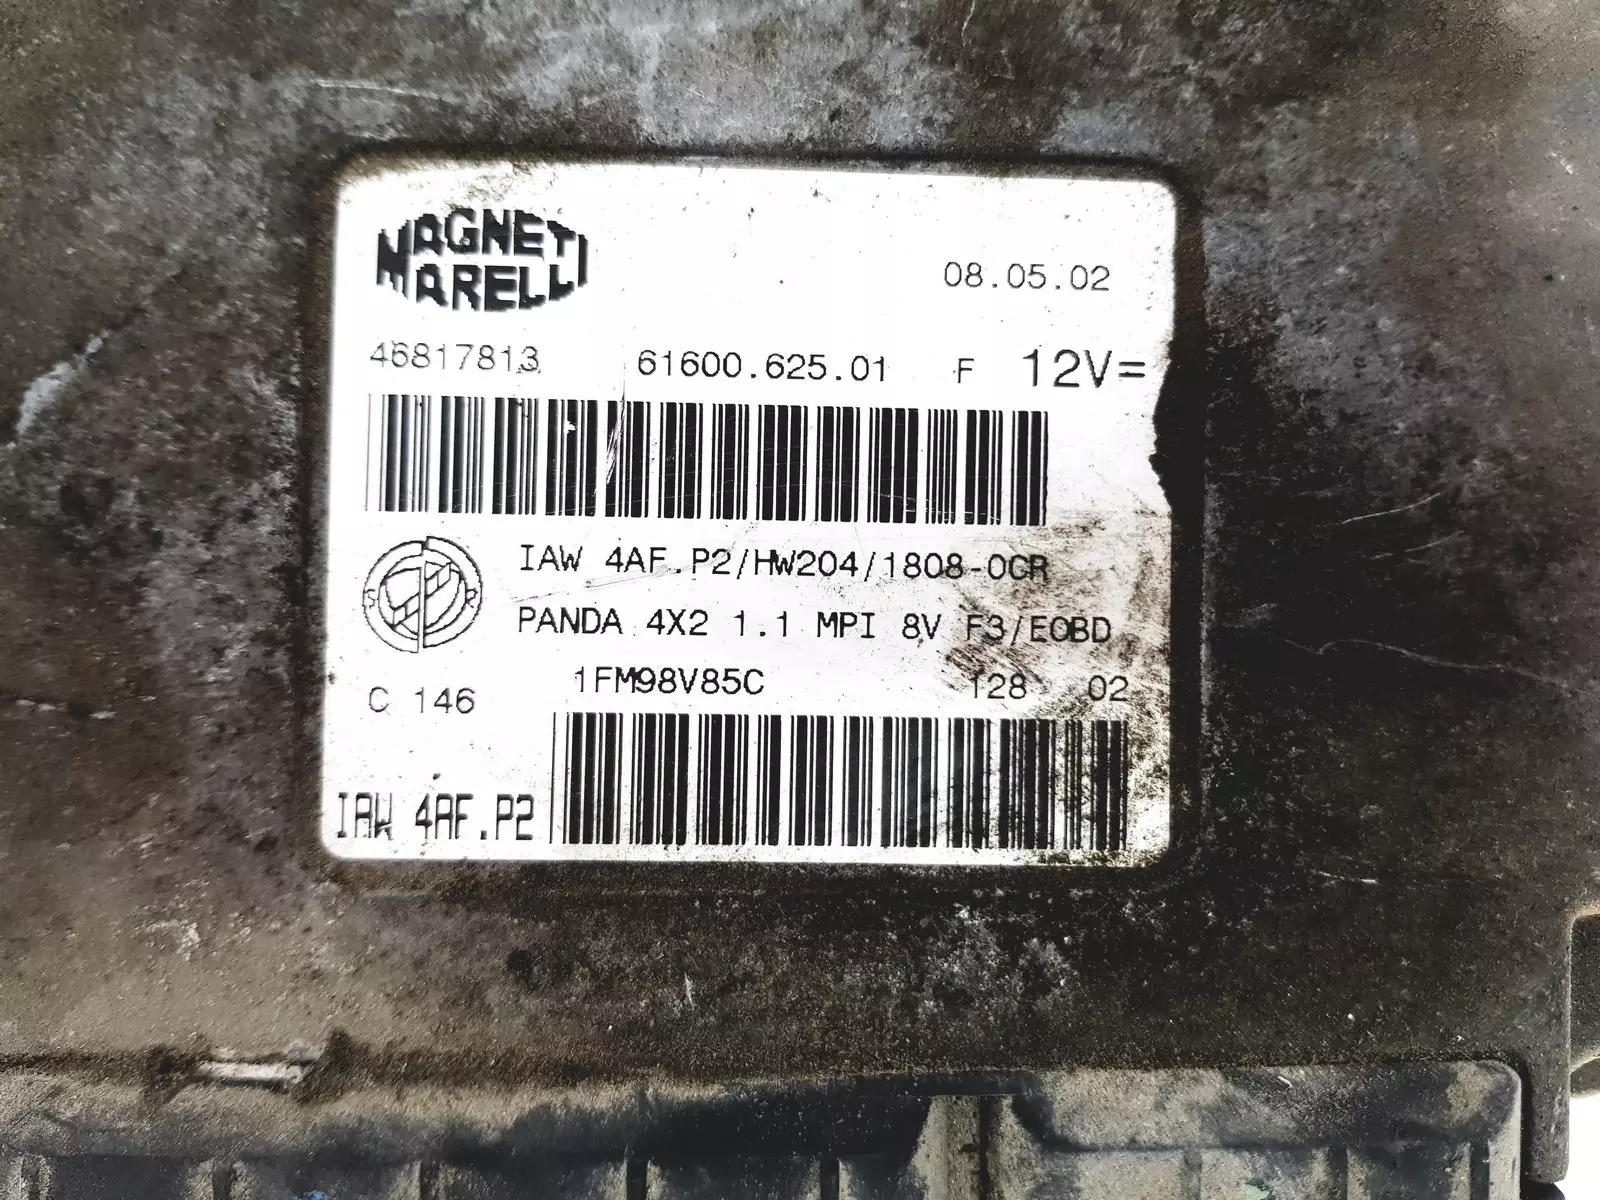 MAGNETI
MARELLI
08.05.02
46817813 61600.625.01 F 12V=
IAW 4AF.P2/HW204/1808-0CR
S R
PANDA 4X2 1.1 MPI 8V F3/EOBD
1FM98V85C 128 02
C 146
IAW 4AF.P2